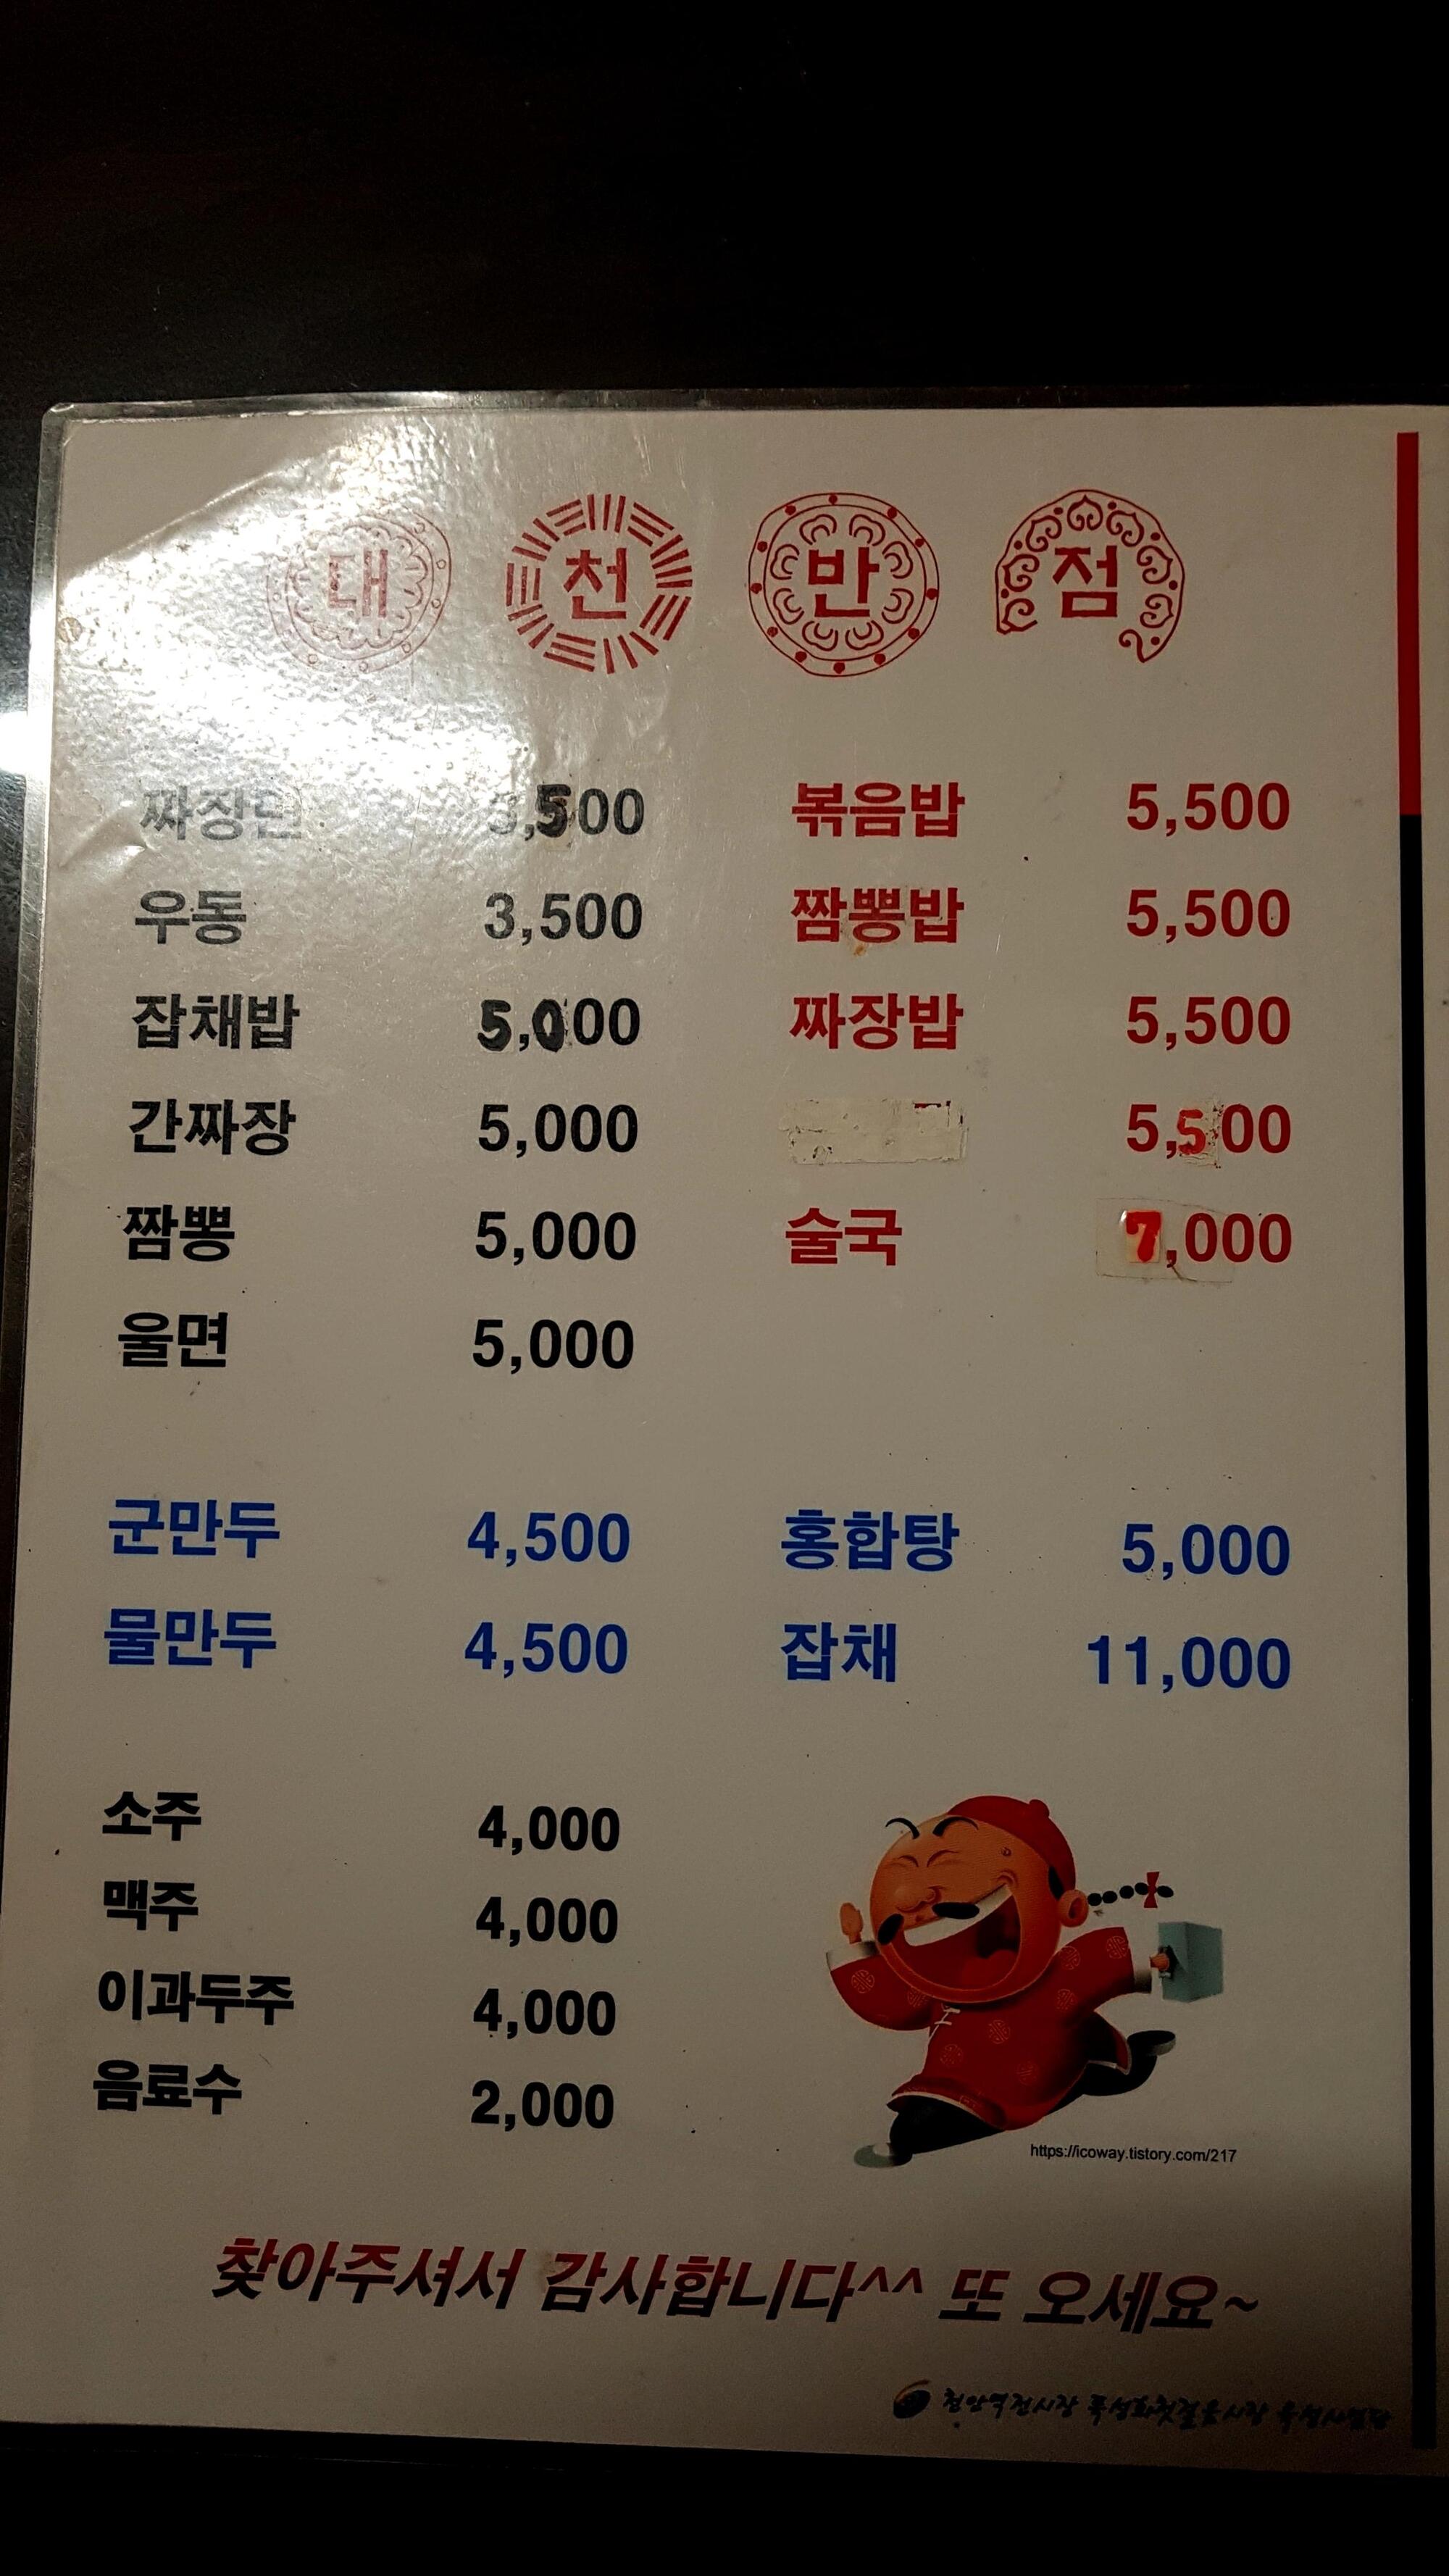 대 천 반 점
짜장면 3,500
우동 3,500
잡채밥 5,000
간짜장 5,000
짬뽕 5,000
울면 5,000
볶음밥 5,500
짬뽕밥 5,500
짜장밥 5,500
5,500
술국 7,000
군만두 4,500
물만두 4,500
홍합탕 5,000
잡채 11,000
소주 4,000
맥주 4,000
이과두주 4,000
음료수 2,000
https://icoway.tistory.com/217
찾아주셔서 감사합니다^^ 또 오세요~